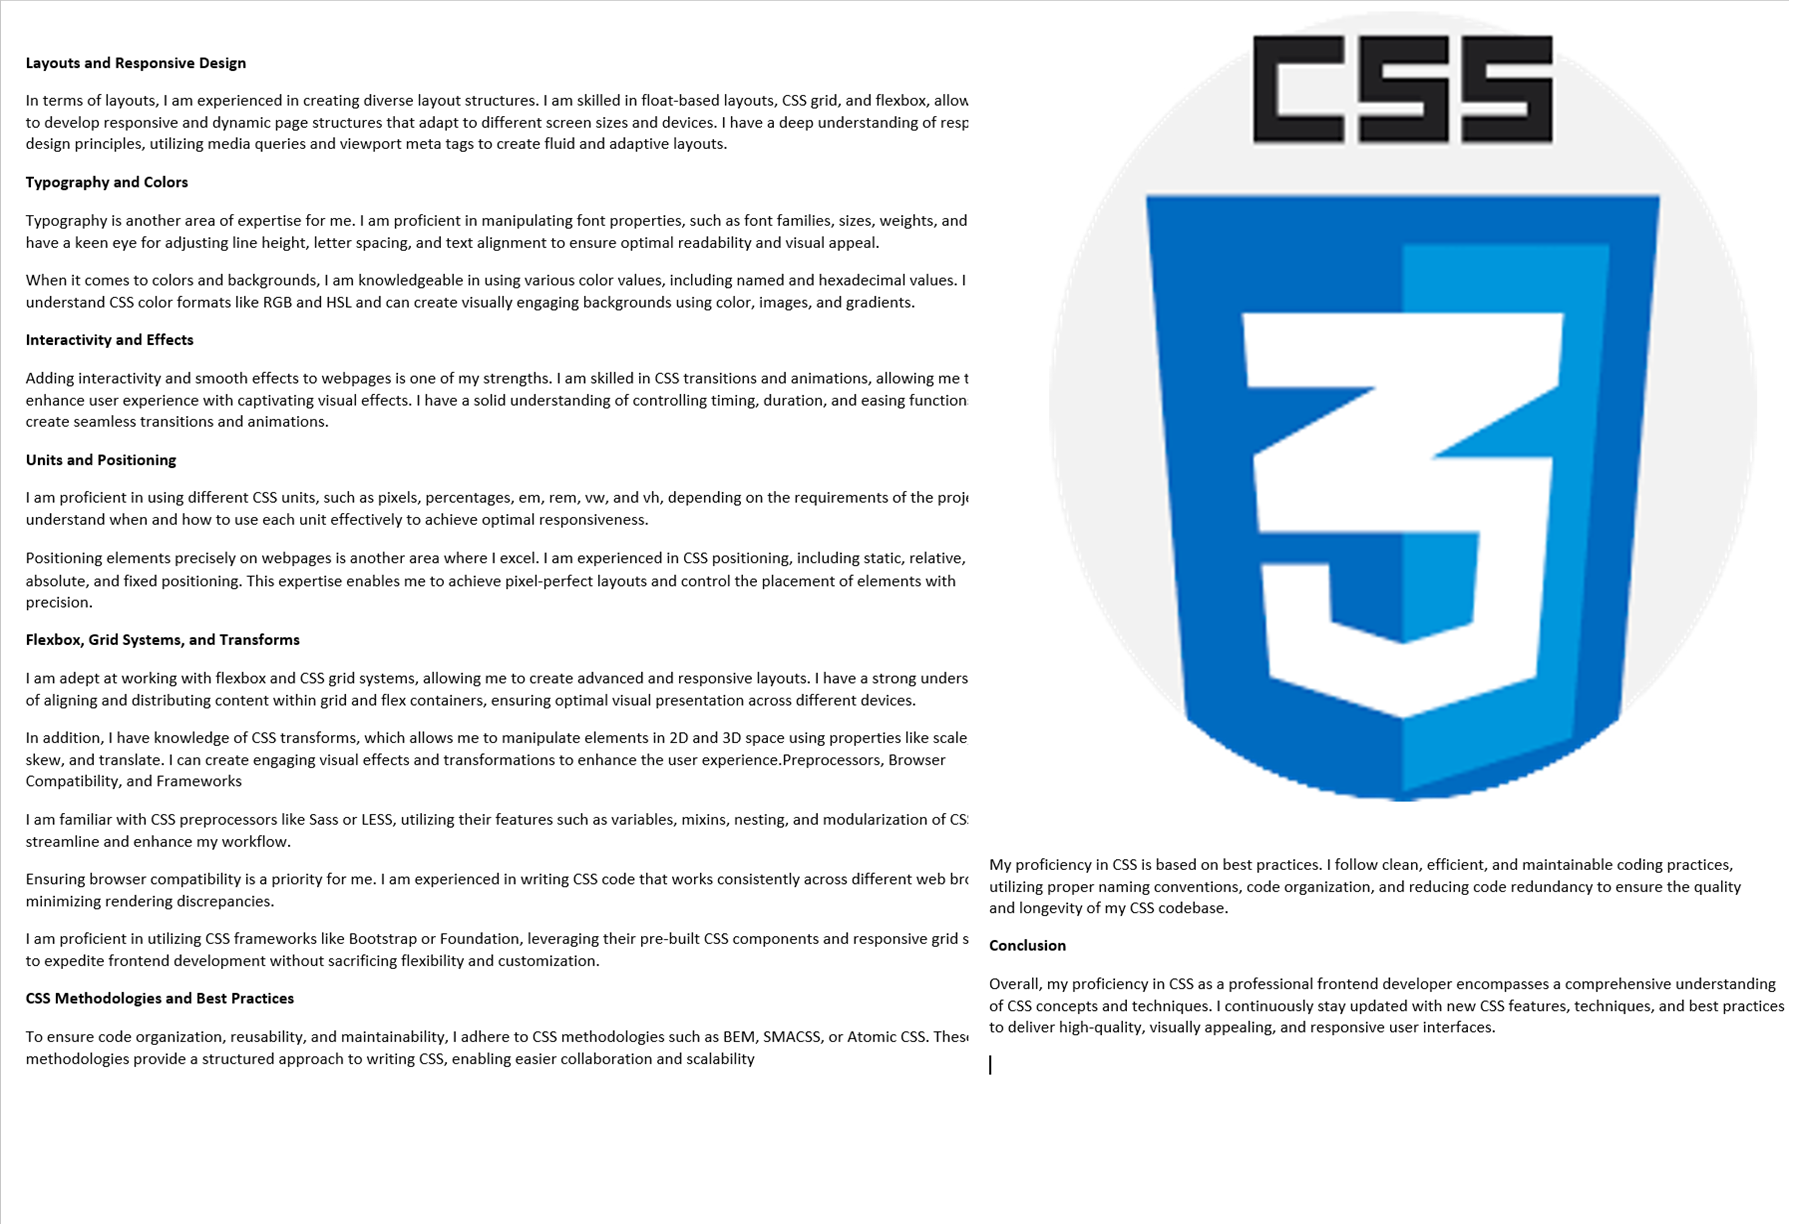 Layouts and Responsive Design
In terms of layouts, I am experienced in creating diverse layout structures. I am skilled in float-based layouts, CSS grid, and flexbox,
to develop responsive and dynamic page structures that adapt to different screen sizes and devices. I have a deep understanding of
design principles, utilizing media queries and viewport meta tags to create fluid and adaptive layouts.
Typography and Colors
Typography is another area of expertise for me. I am proficient in manipulating font properties, such as font families, sizes, weights, and
have a keen eye for adjusting line height, letter spacing, and text alignment to ensure optimal readability and visual appeal.
When it comes to colors and backgrounds, I am knowledgeable in using various color values, including named and hexadecimal values. I
understand CSS color formats like RGB and HSL and can create visually engaging backgrounds using color, images, and gradients.
Interactivity and Effects
Adding interactivity and smooth effects to webpages is one of my strengths. I am skilled in CSS transitions and animations, allowing me
enhance user experience with captivating visual effects. I have a solid understanding of controlling timing, duration, and easing
create seamless transitions and animations.
Units and Positioning
I am proficient in using different CSS units, such as pixels, percentages, em, rem, vw, and vh, depending on the requirements of the
understand when and how to use each unit effectively to achieve optimal responsiveness.
Positioning elements precisely on webpages is another area where I excel. I am experienced in CSS positioning, including static, relative,
absolute, and fixed positioning. This expertise enables me to achieve pixel-perfect layouts and control the placement of elements with
precision.
Flexbox, Grid Systems, and Transforms
I am adept at working with flexbox and CSS grid systems, allowing me to create advanced and responsive layouts. I have a strong
of aligning and distributing content within grid and flex containers, ensuring optimal visual presentation across different devices.
In addition, I have knowledge of CSS transforms, which allows me to manipulate elements in 2D and 3D space using properties like scale
skew, and translate. I can create engaging visual effects and transformations to enhance the user experience.Preprocessors, Browser
Compatibility, and Frameworks
I am familiar with CSS preprocessors like Sass or LESS, utilizing their features such as variables, mixins, nesting, and modularization of
streamline and enhance my workflow.
Ensuring browser compatibility is a priority for me. I am experienced in writing CSS code that works consistently across different web
minimizing rendering discrepancies.
I am proficient in utilizing CSS frameworks like Bootstrap or Foundation, leveraging their pre-built CSS components and responsive grid
to expedite frontend development without sacrificing flexibility and customization.
CSS Methodologies and Best Practices
To ensure code organization, reusability, and maintainability, I adhere to CSS methodologies such as BEM, SMACSS, or Atomic CSS.
methodologies provide a structured approach to writing CSS, enabling easier collaboration and scalability
CSS
3
My proficiency in CSS is based on best practices. I follow clean, efficient, and maintainable coding practices,
utilizing proper naming conventions, code organization, and reducing code redundancy to ensure the quality
and longevity of my CSS codebase.
Conclusion
Overall, my proficiency in CSS as a professional frontend developer encompasses a comprehensive understanding
of CSS concepts and techniques. I continuously stay updated with new CSS features, techniques, and best practices
to deliver high-quality, visually appealing, and responsive user interfaces.